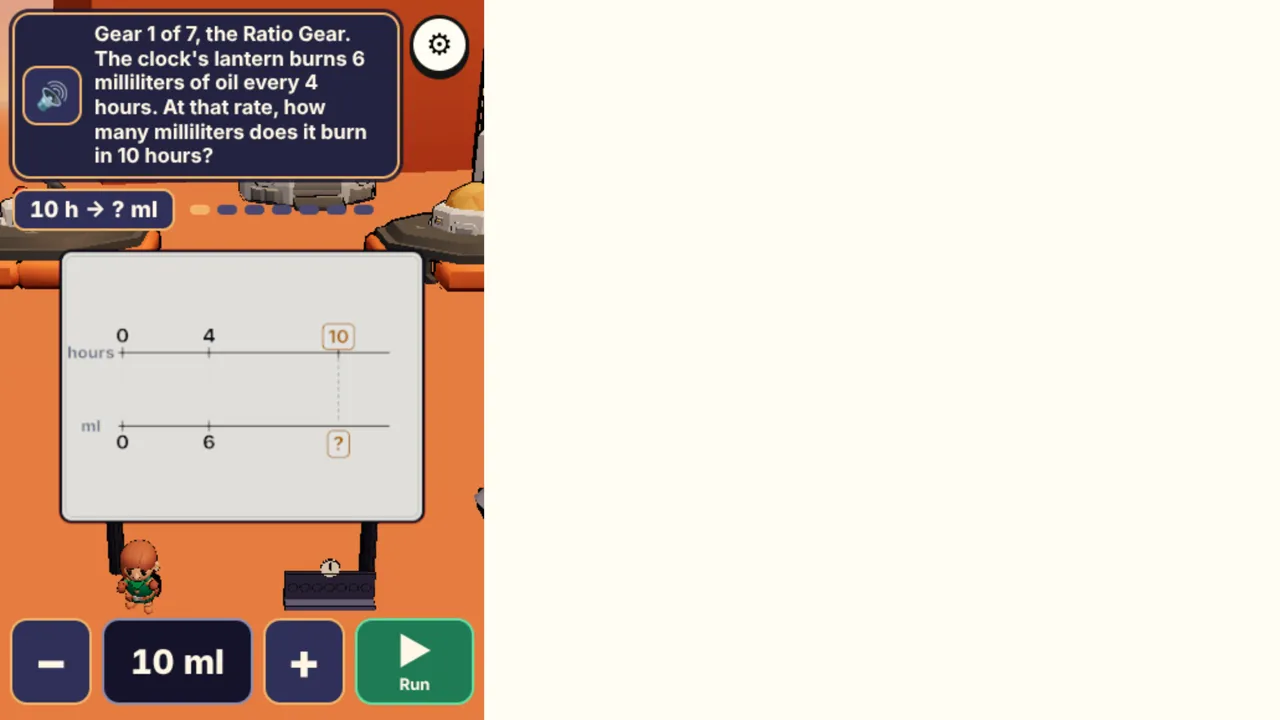 Gear 1 of 7, the Ratio Gear.
The clock's lantern burns 6
milliliters of oil every 4
hours. At that rate, how
many milliliters does it burn
in 10 hours?
10 h → ? ml
0 4 10
hours
ml
0 6 ?
− 10 ml +
Run